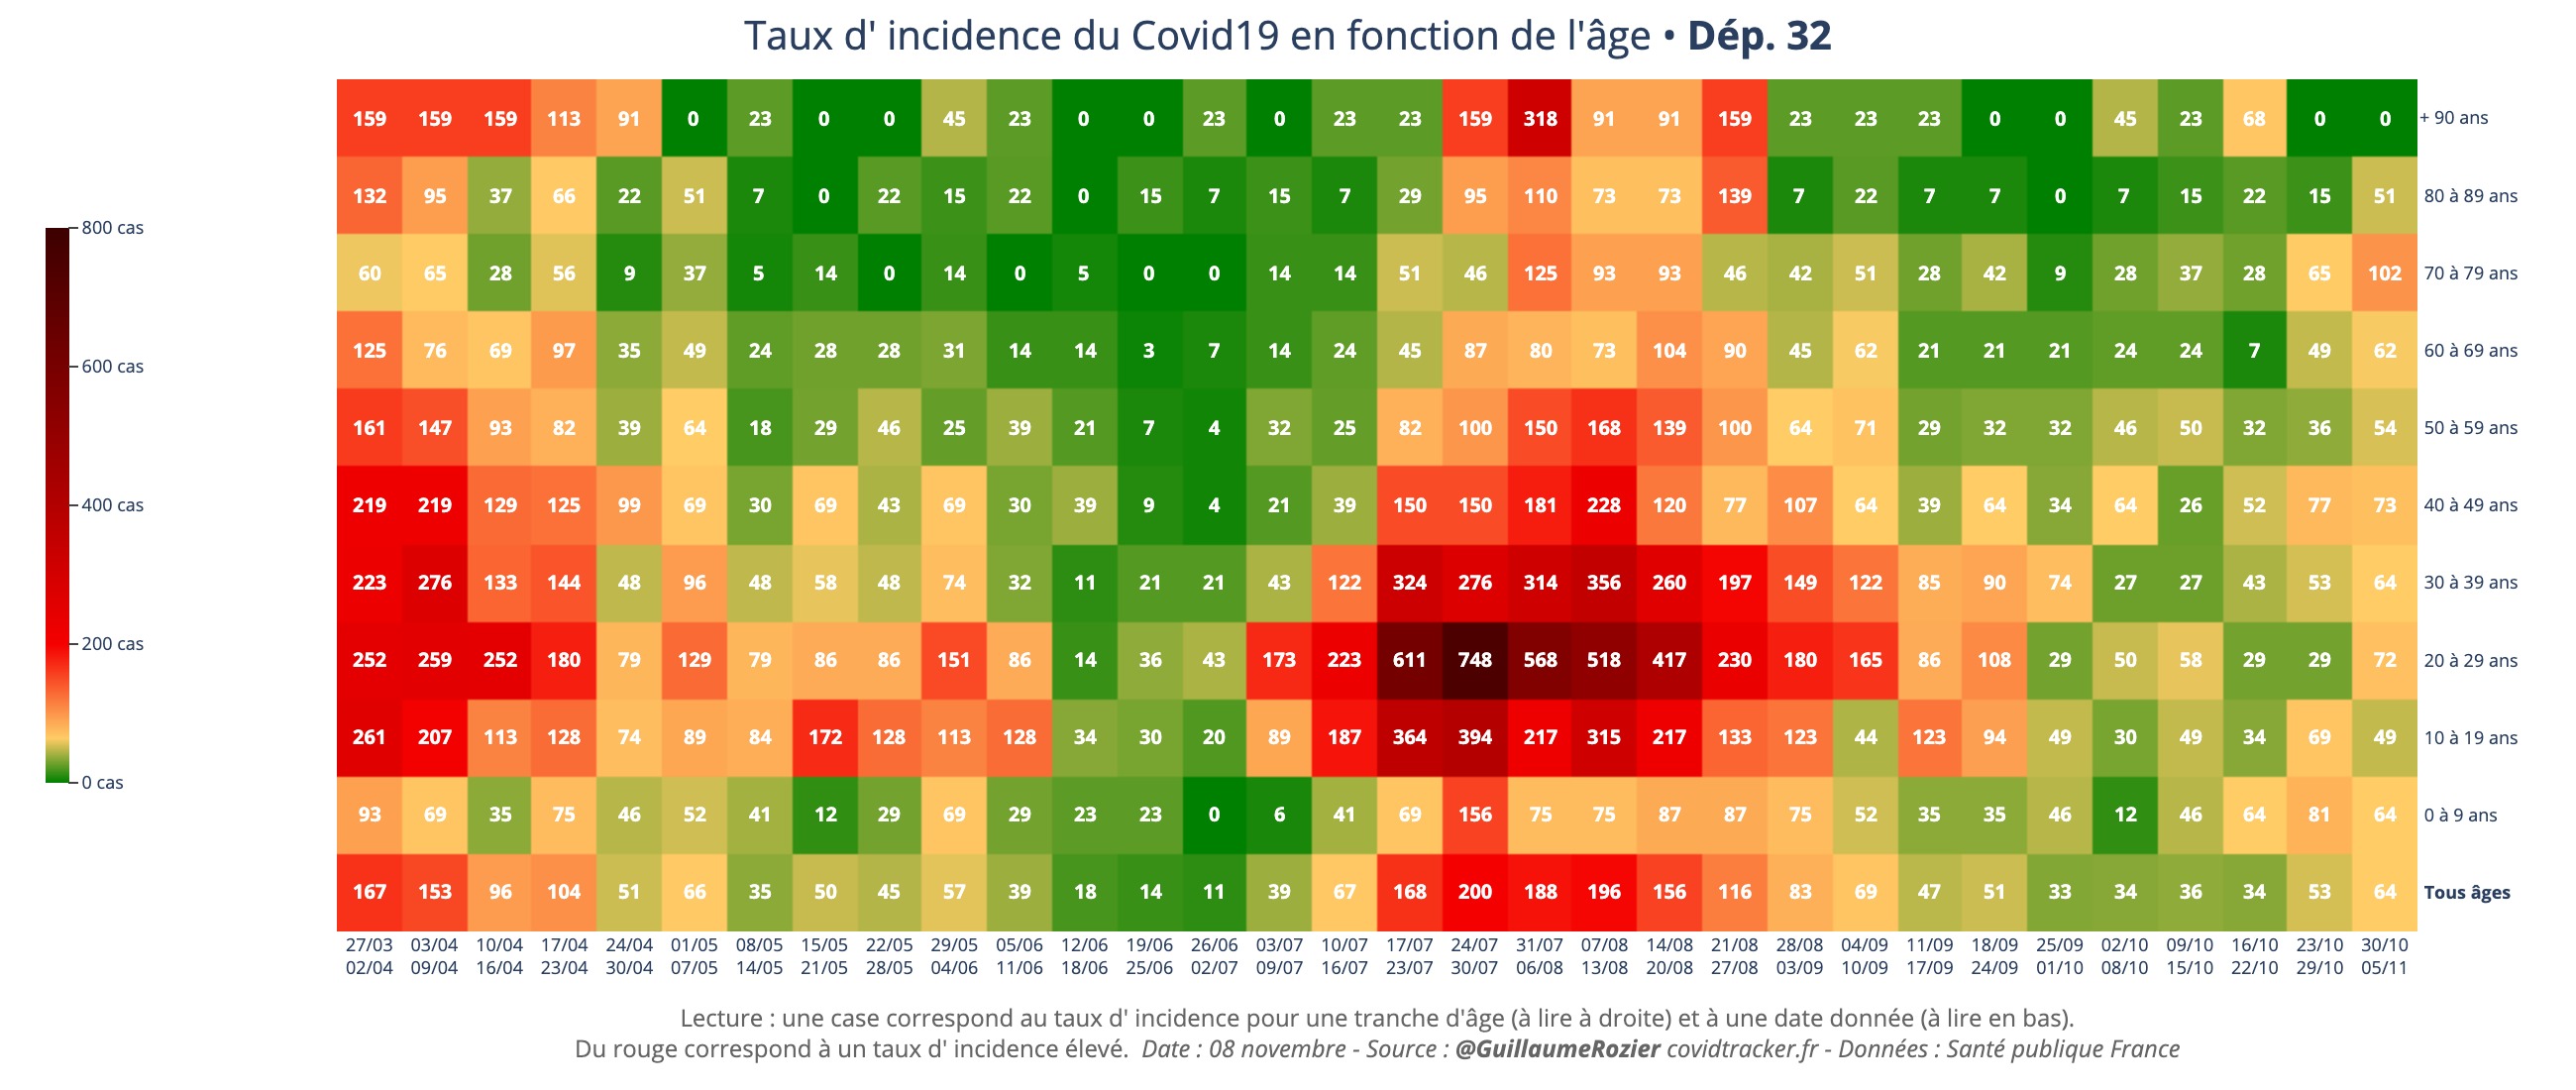 Taux d' incidence du Covid19 en fonction de l'âge • Dép. 32
159 159 159 113 91 0 23 0 0 45 23 0 0 23 0 23 23 159 318 91 91 159 23 23 23 0 0 45 23 68 0 0 + 90 ans
132 95 37 66 22 51 7 0 22 15 22 0 15 7 15 7 29 95 110 73 73 139 7 22 7 7 0 7 15 22 15 51 80 à 89 ans
800 cas
60 65 28 56 9 37 5 14 0 14 0 5 0 0 14 14 51 46 125 93 93 46 42 51 28 42 9 28 37 28 65 102 70 à 79 ans
125 76 69 97 35 49 24 28 28 31 14 14 3 7 14 24 45 87 80 73 104 90 45 62 21 21 21 24 24 7 49 62 60 à 69 ans
600 cas
161 147 93 82 39 64 18 29 46 25 39 21 7 4 32 25 82 100 150 168 139 100 64 71 29 32 32 46 50 32 36 54 50 à 59 ans
400 cas
219 219 129 125 99 69 30 69 43 69 30 39 9 4 21 39 150 150 181 228 120 77 107 64 39 64 34 64 26 52 77 73 40 à 49 ans
223 276 133 144 48 96 48 58 48 74 32 11 21 21 43 122 324 276 314 356 260 197 149 122 85 90 74 27 27 43 53 64 30 à 39 ans
200 cas
252 259 252 180 79 129 79 86 86 151 86 14 36 43 173 223 611 748 568 518 417 230 180 165 86 108 29 50 58 29 29 72 20 à 29 ans
261 207 113 128 74 89 84 172 128 113 128 34 30 20 89 187 364 394 217 315 217 133 123 44 123 94 49 30 49 34 69 49 10 à 19 ans
0 cas
93 69 35 75 46 52 41 12 29 69 29 23 23 0 6 41 69 156 75 75 87 87 75 52 35 35 46 12 46 64 81 64 0 à 9 ans
167 153 96 104 51 66 35 50 45 57 39 18 14 11 39 67 168 200 188 196 156 116 83 69 47 51 33 34 36 34 53 64 Tous âges
27/03 03/04 10/04 17/04 24/04 01/05 08/05 15/05 22/05 29/05 05/06 12/06 19/06 26/06 03/07 10/07 17/07 24/07 31/07 07/08 14/08 21/08 28/08 04/09 11/09 18/09 25/09 02/10 09/10 16/10 23/10 30/10
02/04 09/04 16/04 23/04 30/04 07/05 14/05 21/05 28/05 04/06 11/06 18/06 25/06 02/07 09/07 16/07 23/07 30/07 06/08 13/08 20/08 27/08 03/09 10/09 17/09 24/09 01/10 08/10 15/10 22/10 29/10 05/11
Lecture : une case correspond au taux d' incidence pour une tranche d'âge (à lire à droite) et à une date donnée (à lire en bas).
Du rouge correspond à un taux d' incidence élevé. Date : 08 novembre - Source : @GuillaumeRozier covidtracker.fr - Données : Santé publique France